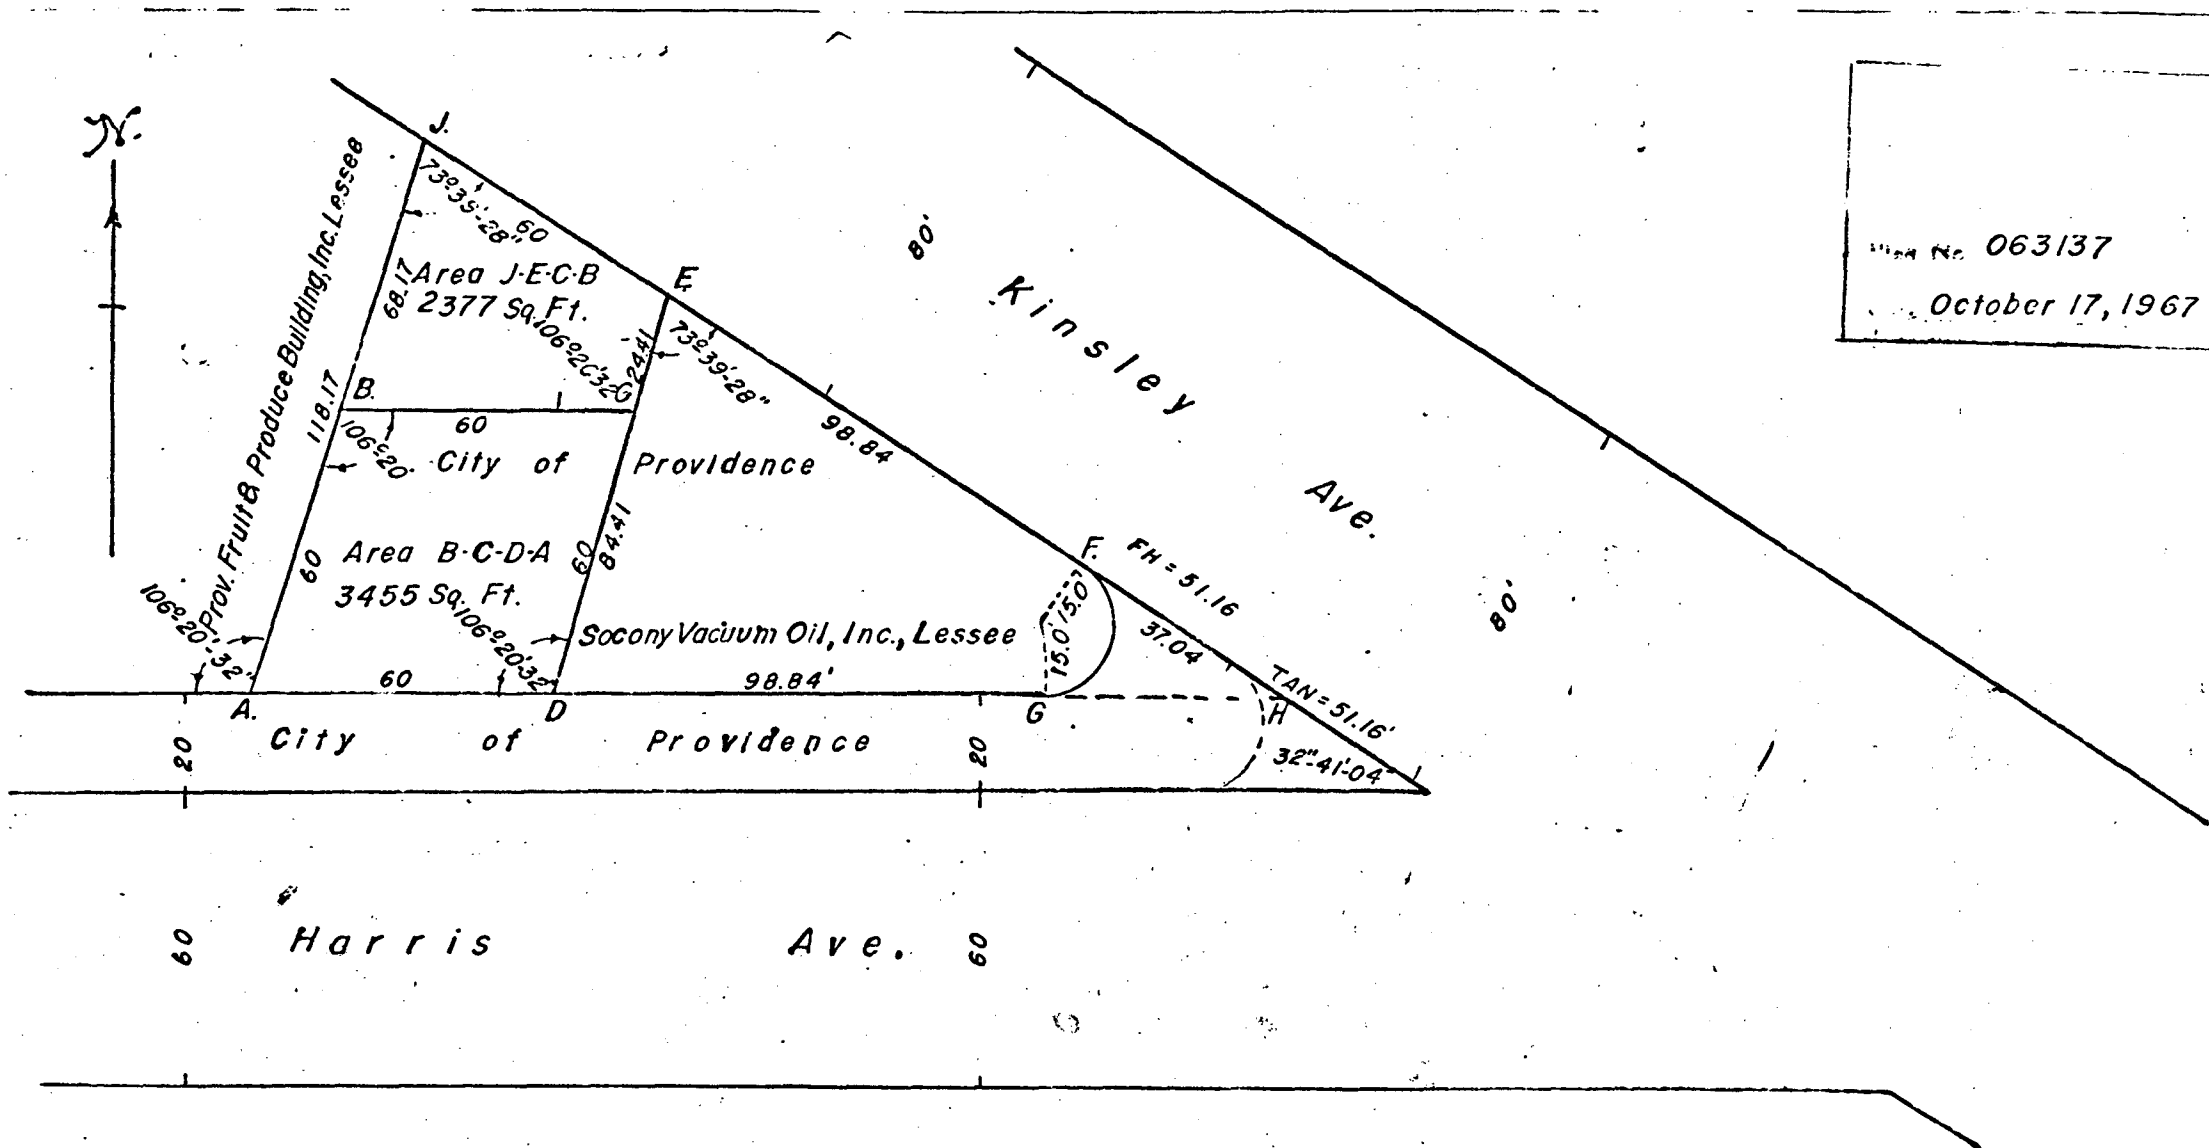 N.
J.
73°-39'-28"
60
Prov. Fruit & Produce Building, Inc. Lessee
68.17
Area J-E-C-B
2377 Sq. Ft.
E.
80'
Kinsley
Ave.
80'
063137
October 17, 1967
106°-20'-32"
24.41
73°-39'-28"
118.17
B.
C
60
106°-20'
98.84
City of Providence
60
Area B-C-D-A
3455 Sq. Ft.
60
84.41
F.
FH = 51.16
15.0' 15.0'
37.04
106°-20'-32"
106°-20'-32"
Socony Vacuum Oil, Inc., Lessee
60
98.84'
TAN = 51.16'
A.
D
G
H
20
City of Providence
20
32°-41'-04"
60
Harris Ave.
60